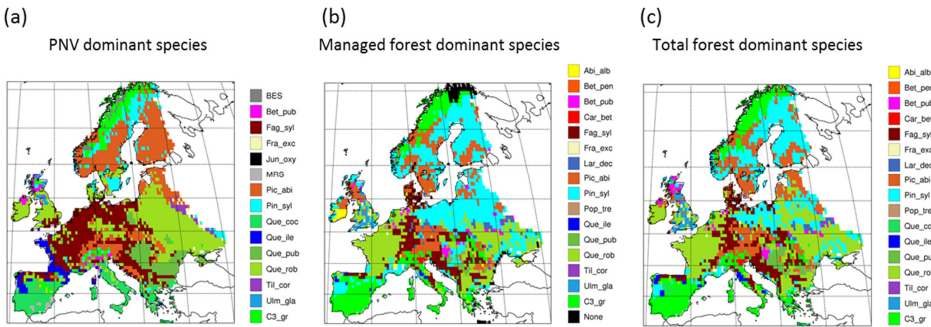 (a)
PNV dominant species
BES
Bet_pub
Fag_syl
Fra_exc
Jun_oxy
MRG
Pic_abi
Pin_syl
Que_coc
Que_ile
Que_pub
Que_rob
Til_cor
Ulm_gla
C3_gr
(b)
Managed forest dominant species
Abi_alb
Bet_pen
Bet_pub
Car_bet
Fag_syl
Fra_exc
Lar_dec
Pic_abi
Pin_syl
Pop_tre
Que_ile
Que_pub
Que_rob
Til_cor
Ulm_gla
C3_gr
None
(c)
Total forest dominant species
Abi_alb
Bet_pen
Bet_pub
Car_bet
Fag_syl
Fra_exc
Lar_dec
Pic_abi
Pin_syl
Pop_tre
Que_coc
Que_ile
Que_pub
Que_rob
Til_cor
Ulm_gla
C3_gr